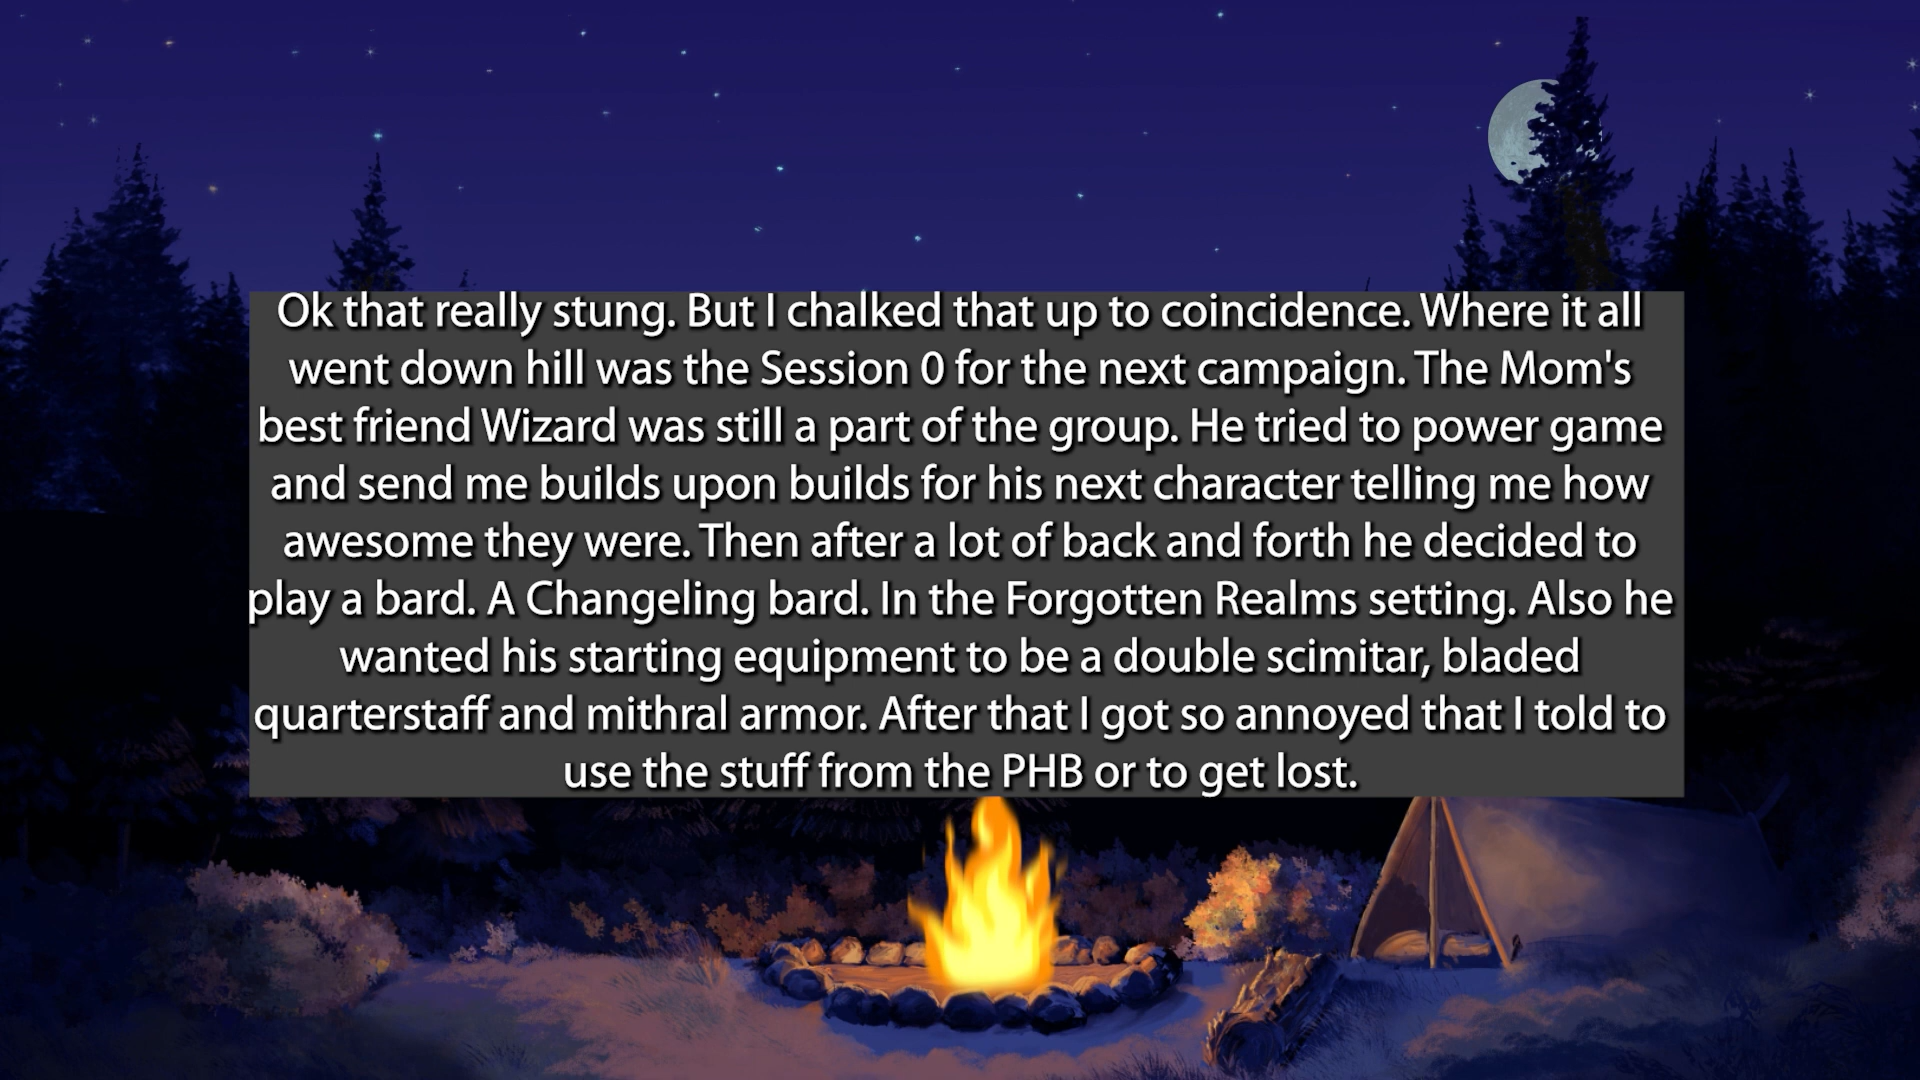 Ok that really stung. But I chalked that up to coincidence. Where it all
went down hill was the Session 0 for the next campaign. The Mom's
best friend Wizard was still a part of the group. He tried to power game
and send me builds upon builds for his next character telling me how
awesome they were. Then after a lot of back and forth he decided to
play a bard. A Changeling bard. In the Forgotten Realms setting. Also he
wanted his starting equipment to be a double scimitar, bladed
quarterstaff and mithral armor. After that I got so annoyed that I told to
use the stuff from the PHB or to get lost.